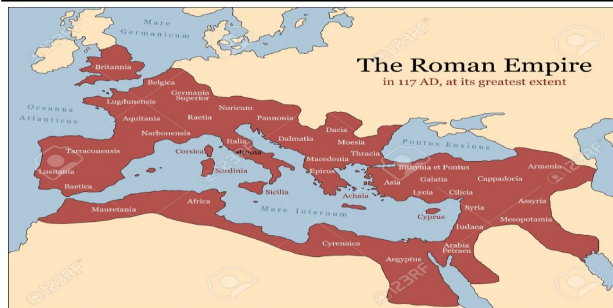 Mare
Germanicum
The Roman Empire
in 117 AD, at its greatest extent
Britannia
Belgica
Germania
Superior
Lugdunensis
Noricum
Oceanus
Atlanticus
Aquitania
Raetia
Pannonia
Dacia
Narbonensis
Italia
Dalmatia
Moesia
Pontus Euxinus
Tarraconensis
Corsica
Roma
Thracia
Macedonia
Bithynia et Pontus
Armenia
Lusitania
Sardinia
Epirus
Asia
Galatia
Cappadocia
Baetica
Sicilia
Achaia
Lycia
Cilicia
Assyria
Mauretania
Africa
Mare Internum
Cyprus
Syria
Mesopotamia
Iudaea
Cyrenaica
Arabia
Petraea
Aegyptus
123RF